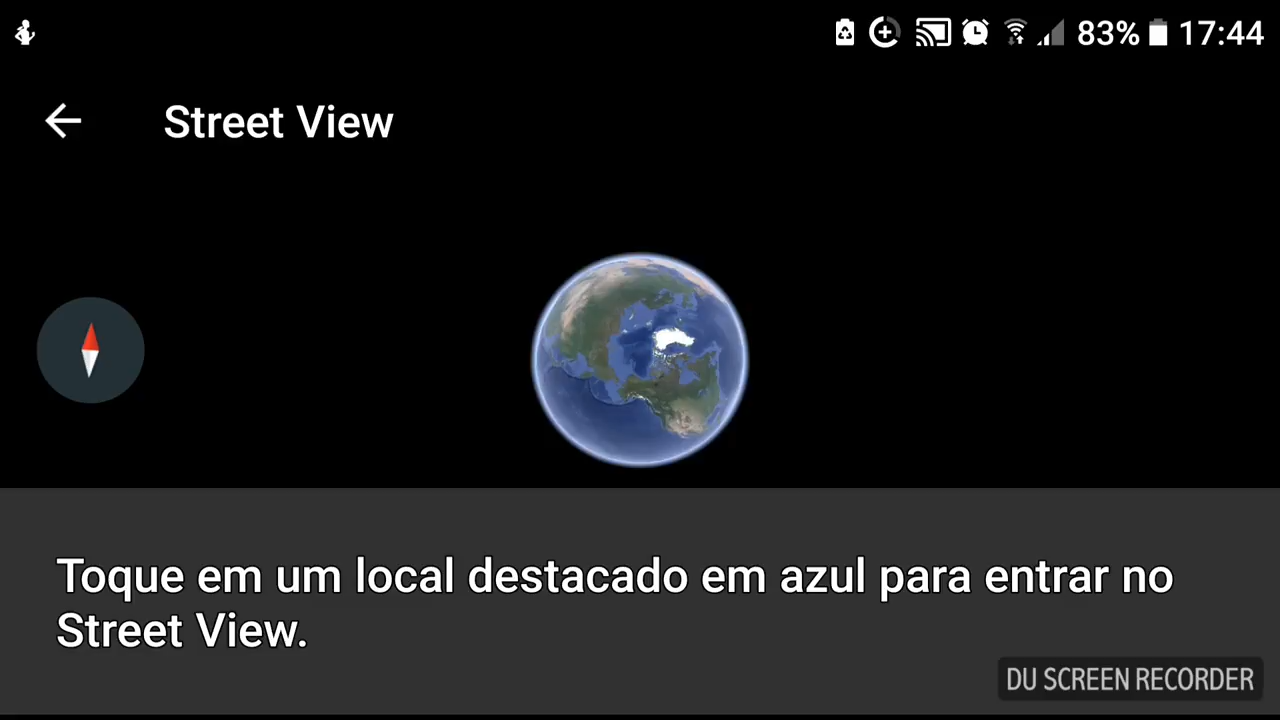 83% 17:44
Street View
Toque em um local destacado em azul para entrar no
Street View.
DU SCREEN RECORDER